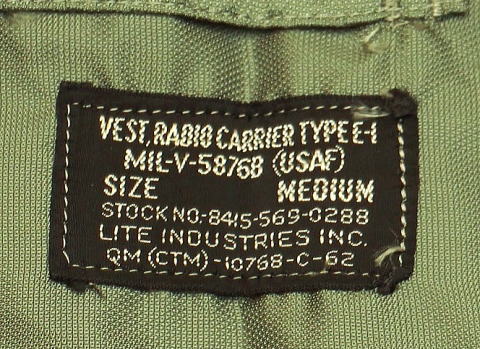 VEST, RADIO CARRIER TYPE E-1
MIL-V-5876B (USAF)
SIZE MEDIUM
STOCK NO.-8415-569-0288
LITE INDUSTRIES INC.
QM (CTM)-10768-C-62